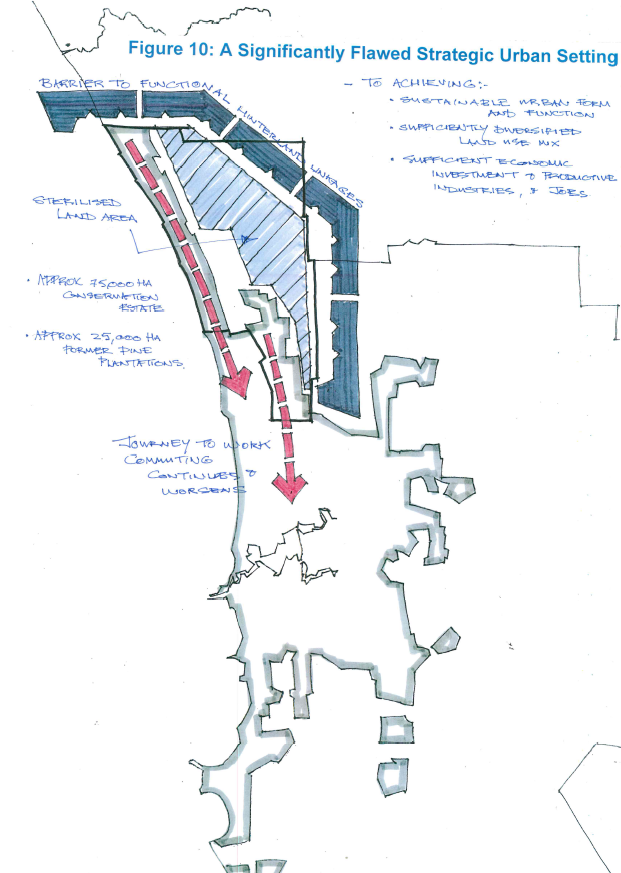 Figure 10: A Significantly Flawed Strategic Urban Setting
BARRIER TO FUNCTIONAL HINTERLAND LINKAGES
- TO ACHIEVING:-
• SUSTAINABLE URBAN FORM
AND FUNCTION
• SUFFICIENTLY DIVERSIFIED
LAND USE MIX
• SUFFICIENT ECONOMIC
INVESTMENT & PRODUCTIVE
INDUSTRIES, & JOBS
STERILISED
LAND AREA
• APPROX 75,000 HA
CONSERVATION
ESTATE
• APPROX 25,000 HA
FORMER PINE
PLANTATIONS.
JOURNEY TO WORK
COMMUTING
CONTINUES &
WORSENS